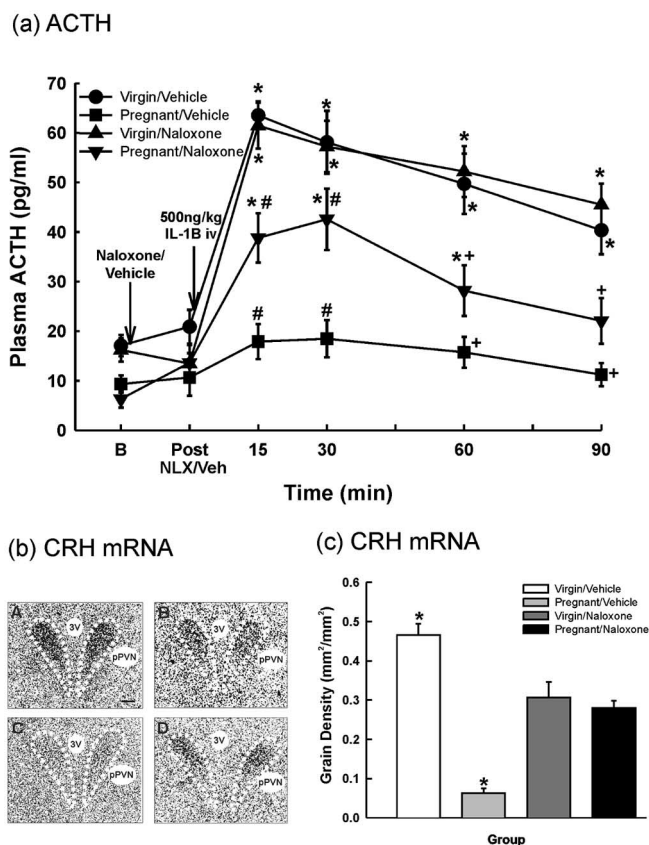 (a) ACTH
Plasma ACTH (pg/ml)
70
60
50
40
30
20
10
0
Virgin/Vehicle
Pregnant/Vehicle
Virgin/Naloxone
Pregnant/Naloxone
Naloxone/
Vehicle
500ng/kg
IL-1B iv
*
*
*
*
*
*
*
*
* #
* #
* +
+
#
#
+
+
B
Post
NLX/Veh
15
30
60
90
Time (min)
(b) CRH mRNA
A
3V
pPVN
B
3V
pPVN
C
3V
pPVN
D
3V
pPVN
(c) CRH mRNA
Grain Density (mm²/mm²)
0.6
0.5
0.4
0.3
0.2
0.1
0.0
*
*
Virgin/Vehicle
Pregnant/Vehicle
Virgin/Naloxone
Pregnant/Naloxone
Group